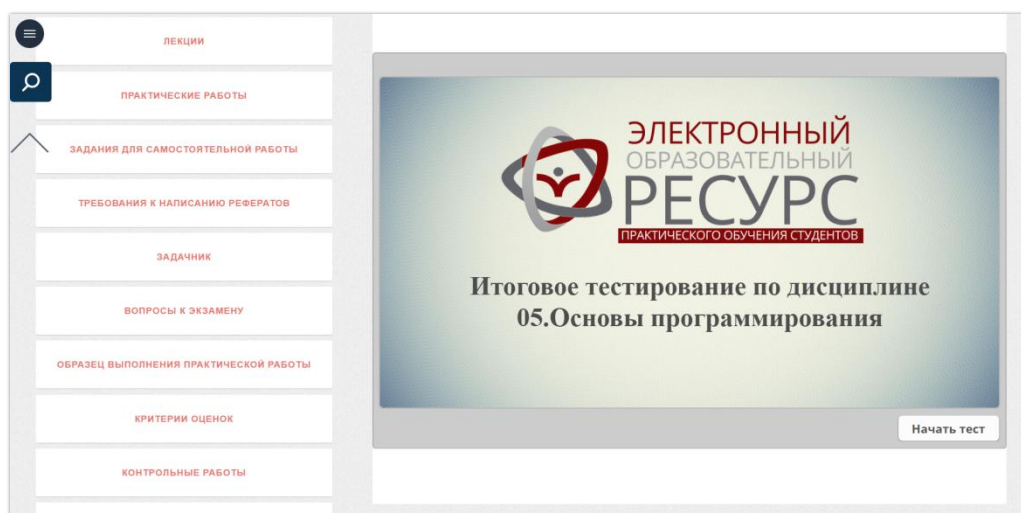 ЛЕКЦИИ
ПРАКТИЧЕСКИЕ РАБОТЫ
ЗАДАНИЯ ДЛЯ САМОСТОЯТЕЛЬНОЙ РАБОТЫ
ТРЕБОВАНИЯ К НАПИСАНИЮ РЕФЕРАТОВ
ЗАДАЧНИК
ВОПРОСЫ К ЭКЗАМЕНУ
ОБРАЗЕЦ ВЫПОЛНЕНИЯ ПРАКТИЧЕСКОЙ РАБОТЫ
КРИТЕРИИ ОЦЕНОК
КОНТРОЛЬНЫЕ РАБОТЫ
ЭЛЕКТРОННЫЙ
ОБРАЗОВАТЕЛЬНЫЙ
РЕСУРС
ПРАКТИЧЕСКОГО ОБУЧЕНИЯ СТУДЕНТОВ
Итоговое тестирование по дисциплине
05.Основы программирования
Начать тест